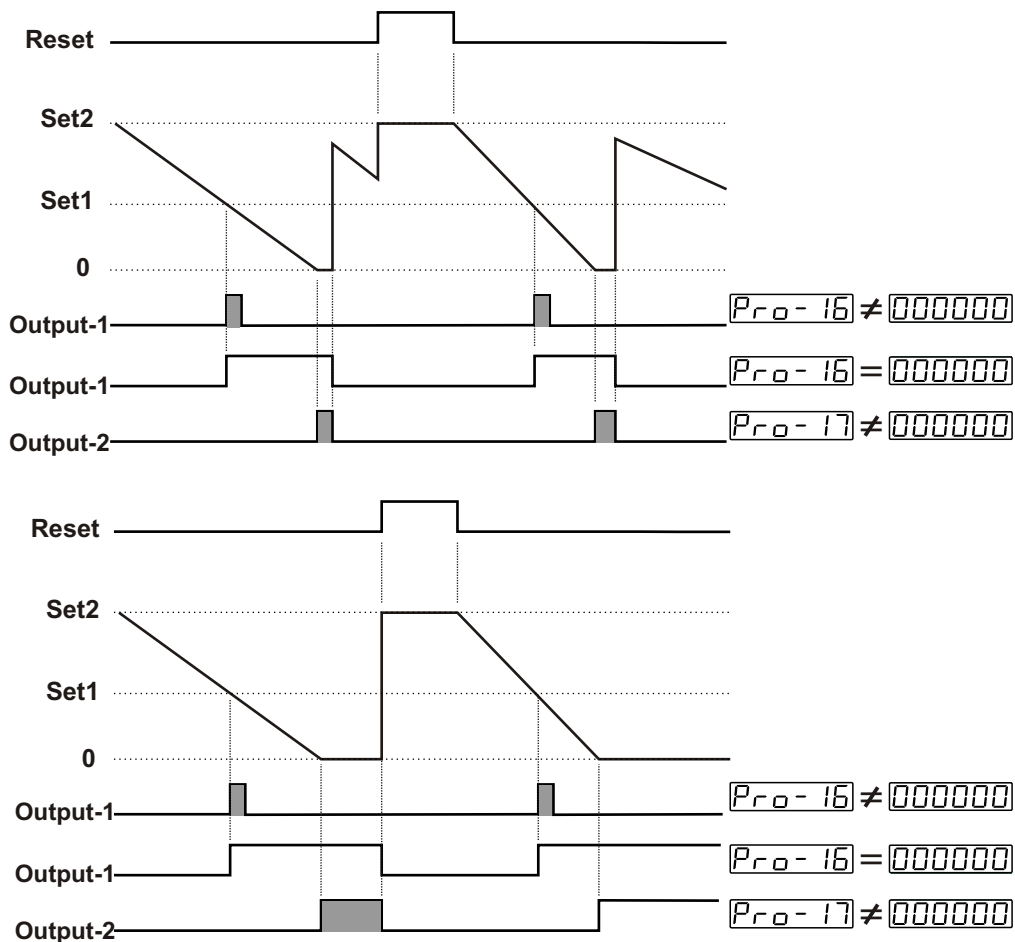 Reset
Set2
Set1
0
Output-1 Pro-16 ≠ 000000
Output-1 Pro-16 = 000000
Output-2 Pro-17 ≠ 000000
Reset
Set2
Set1
0
Output-1 Pro-16 ≠ 000000
Output-1 Pro-16 = 000000
Output-2 Pro-17 ≠ 000000